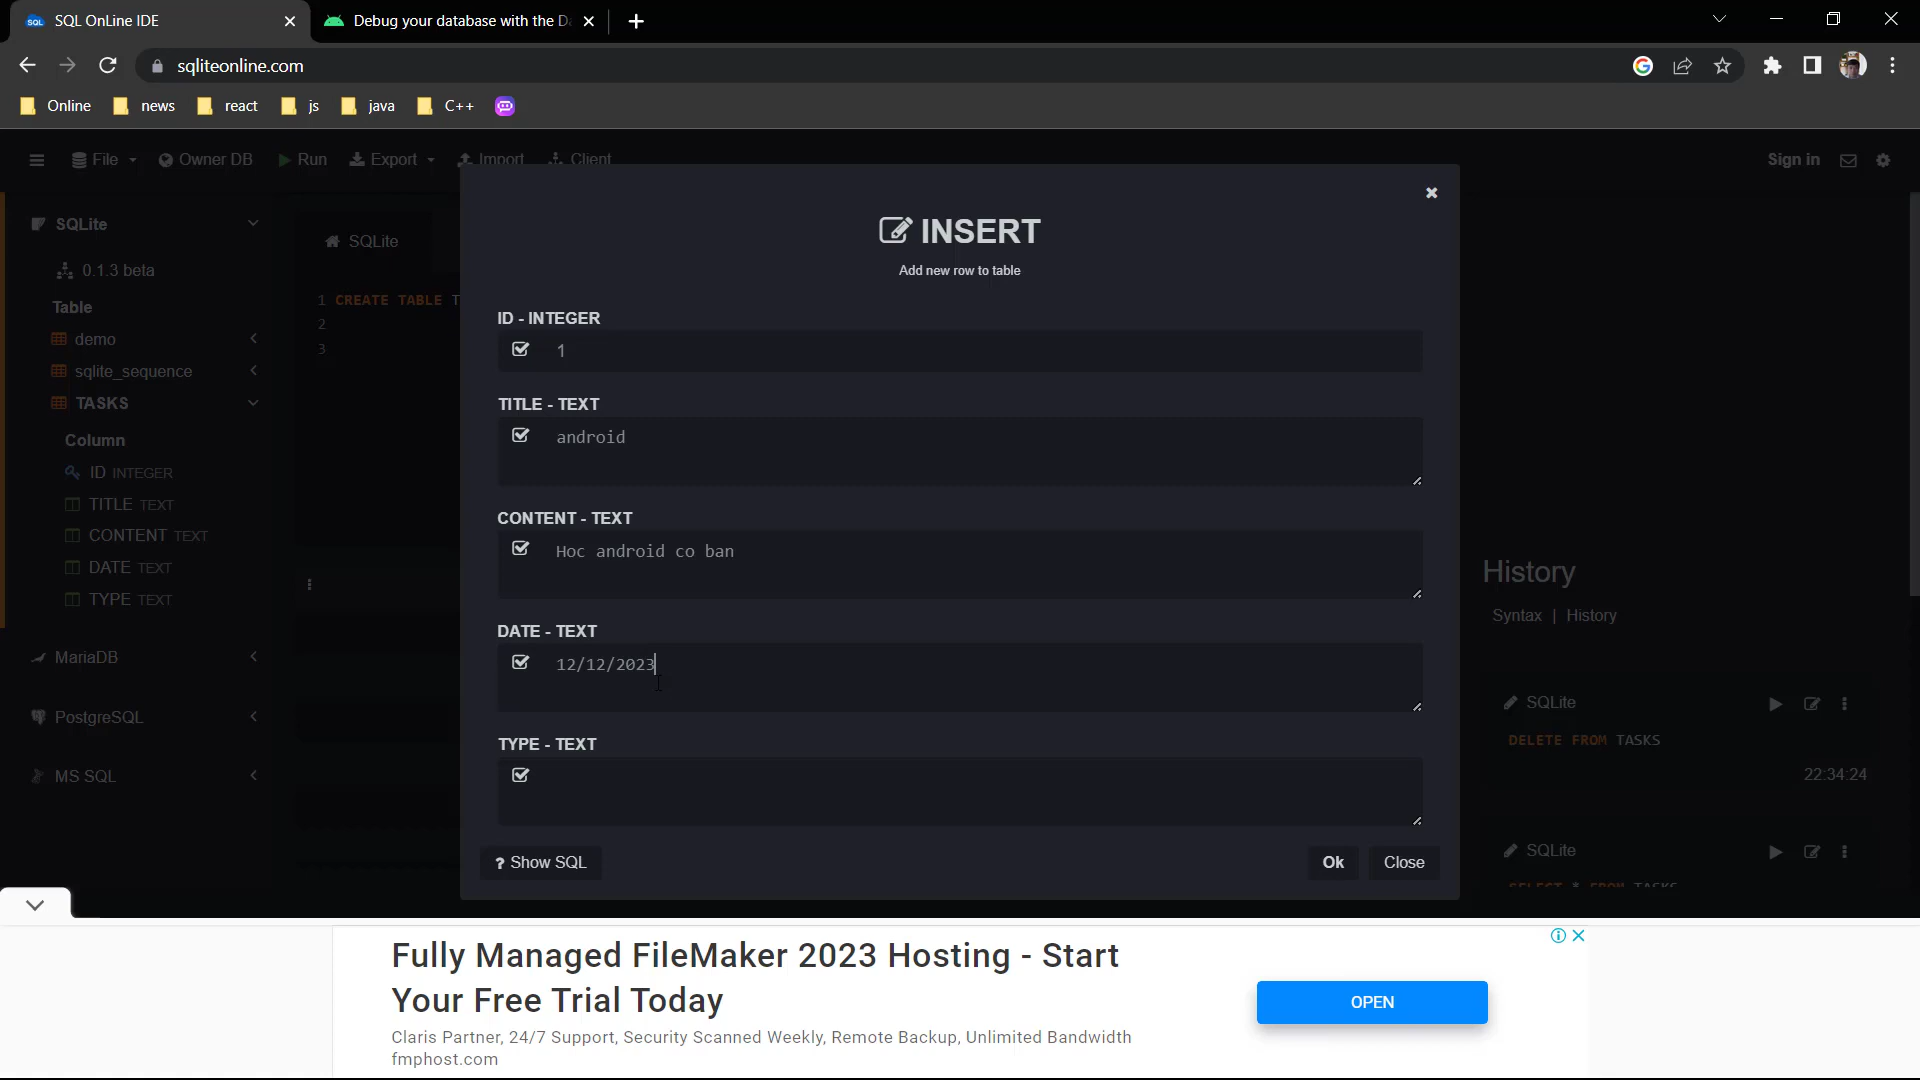 SQL OnLine IDE
Debug your database with the Da
sqliteonline.com
Online
news
react
js
java
C++
File
Owner DB
Run
Export
Import
Client
Sign in
SQLite
0.1.3 beta
Table
demo
sqlite_sequence
TASKS
Column
ID INTEGER
TITLE TEXT
CONTENT TEXT
DATE TEXT
TYPE TEXT
MariaDB
PostgreSQL
MS SQL
SQLite
1 CREATE TABLE T
2
3
INSERT
Add new row to table
ID - INTEGER
1
TITLE - TEXT
android
CONTENT - TEXT
Hoc android co ban
DATE - TEXT
12/12/2023
TYPE - TEXT
? Show SQL
Ok
Close
History
Syntax | History
SQLite
DELETE FROM TASKS
22:34:24
SQLite
SELECT * FROM TASKS
Fully Managed FileMaker 2023 Hosting - Start
Your Free Trial Today
Claris Partner, 24/7 Support, Security Scanned Weekly, Remote Backup, Unlimited Bandwidth
fmphost.com
OPEN